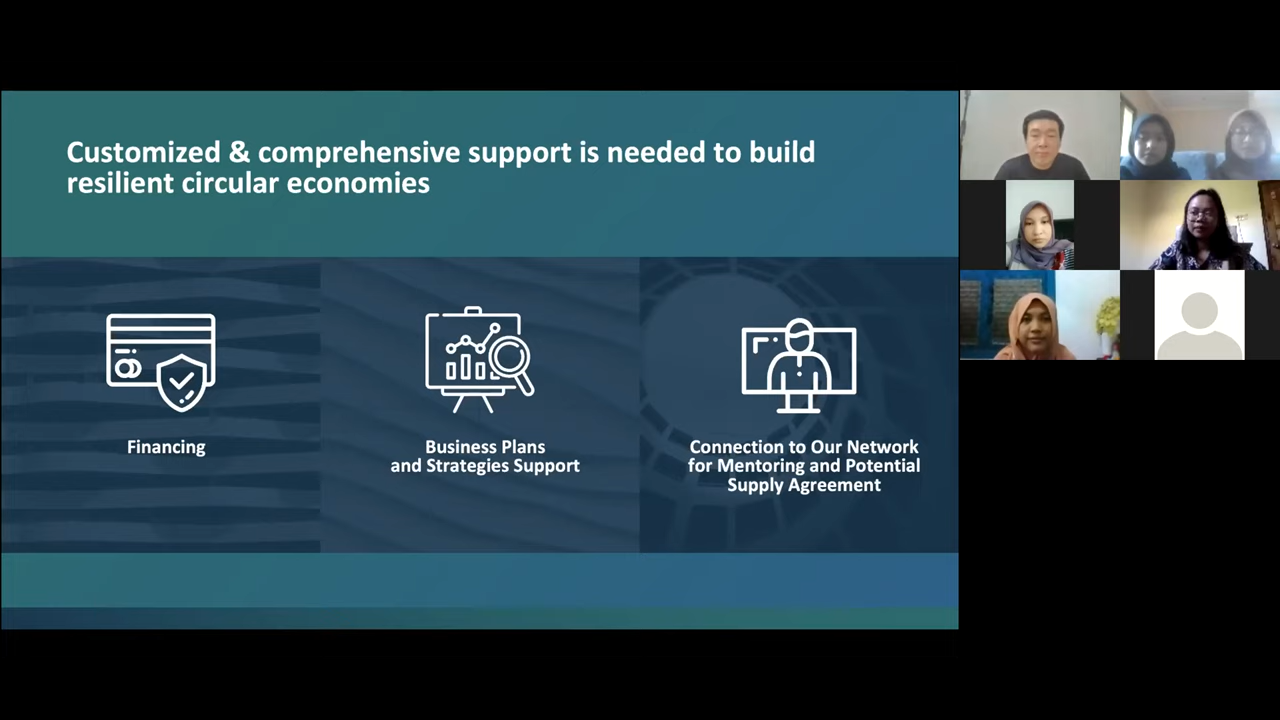 Customized & comprehensive support is needed to build
resilient circular economies
Financing
Business Plans
and Strategies Support
Connection to Our Network
for Mentoring and Potential
Supply Agreement